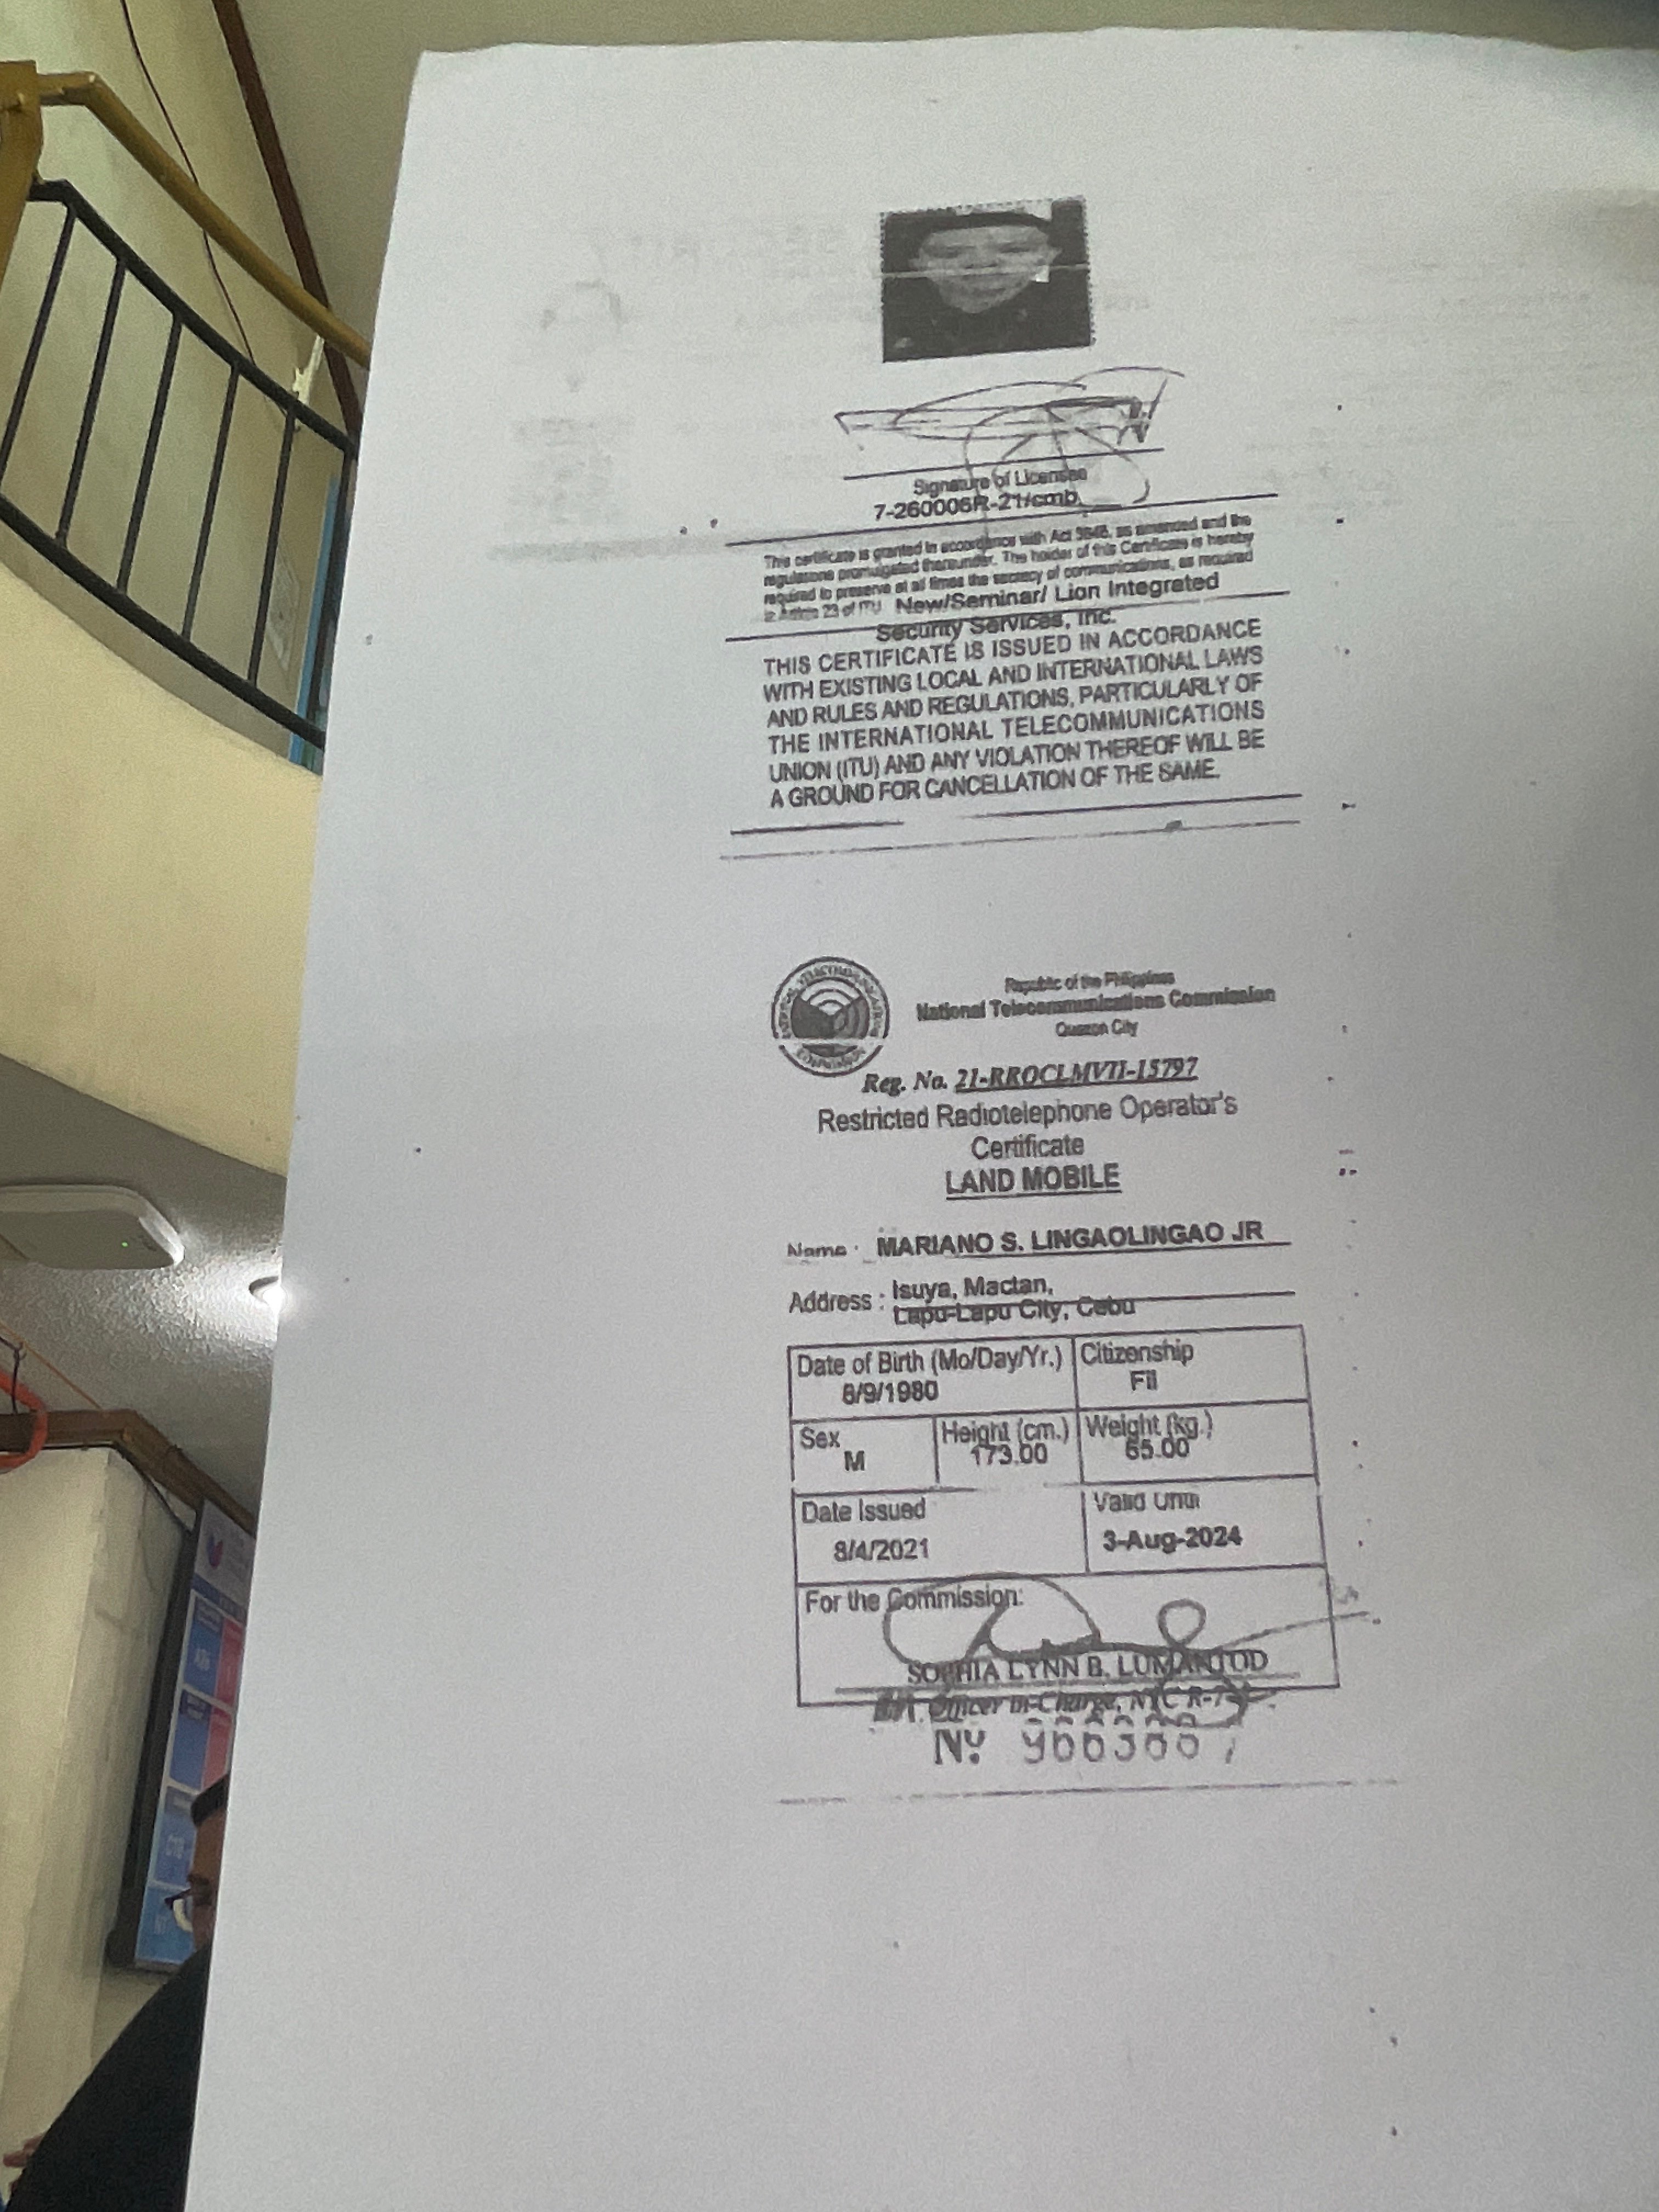 Signature of Licensee
7-260006R-21/cmb
This certificate is granted in accordance with Act 3846, as amended and the
regulations promulgated thereunder. The holder of this Certificate is hereby
required to preserve at all times the secrecy of communications, as required
in Article 23 of ITU New/Seminar/ Lion Integrated
Security Services, Inc.
THIS CERTIFICATE IS ISSUED IN ACCORDANCE
WITH EXISTING LOCAL AND INTERNATIONAL LAWS
AND RULES AND REGULATIONS, PARTICULARLY OF
THE INTERNATIONAL TELECOMMUNICATIONS
UNION (ITU) AND ANY VIOLATION THEREOF WILL BE
A GROUND FOR CANCELLATION OF THE SAME.
Republic of the Philippines
National Telecommunications Commission
Quezon City
Reg. No. 21-RROCLMVTI-15797
Restricted Radiotelephone Operator's
Certificate
LAND MOBILE
Name : MARIANO S. LINGAOLINGAO JR
Address : Isuya, Mactan,
Lapu-Lapu City, Cebu
Date of Birth (Mo/Day/Yr.) Citizenship
8/9/1980 Fil
Sex Height (cm.) Weight (kg.)
M 173.00 65.00
Date Issued Valid Until
8/4/2021 3-Aug-2024
For the Commission:
SOPHIA LYNN B. LUMANTOD
Officer in-Charge, NTC R-7
Nº